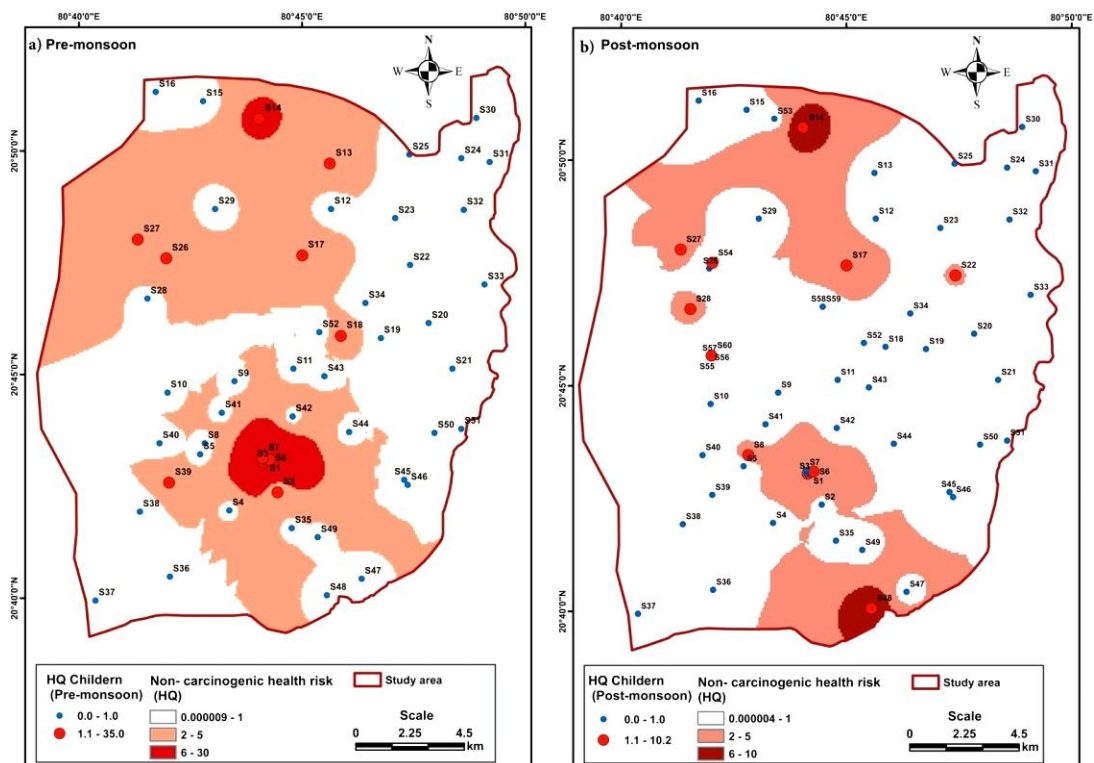 80°40'0"E 80°45'0"E 80°50'0"E
a) Pre-monsoon
N
W E
S
S16
S15
S14
S30
S13
S25
S24
S31
20°50'0"N
S29
S12
S23
S32
S27
S26
S17
S22
S33
S28
S34
S52
S18
S19
S20
20°45'0"N
S11
S43
S21
S10
S9
S41
S42
S44
S50
S51
S40
S8
S5
S7
S3
S6
S1
S39
S2
S45
S46
S38
S4
S35
S49
S36
S47
S48
S37
20°40'0"N
HQ Childern
(Pre-monsoon)
0.0 - 1.0
1.1 - 35.0
Non- carcinogenic health risk
(HQ)
0.000009 - 1
2 - 5
6 - 30
Study area
Scale
0 2.25 4.5
km
80°40'0"E 80°45'0"E 80°50'0"E
b) Post-monsoon
N
W E
S
S16
S15
S53
S14
S30
S13
S25
S24
S31
20°50'0"N
S29
S12
S23
S32
S27
S54
S26
S17
S22
S33
S28
S58 S59
S34
S52
S18
S19
S20
S57 S60
S56
S55
20°45'0"N
S11
S43
S21
S10
S9
S41
S42
S44
S50
S51
S40
S8
S5
S7
S3
S6
S1
S39
S2
S45
S46
S38
S4
S35
S49
S36
S47
S48
S37
20°40'0"N
HQ Childern
(Post-monsoon)
0.0 - 1.0
1.1 - 10.2
Non- carcinogenic health risk
(HQ)
0.000004 - 1
2 - 5
6 - 10
Study area
Scale
0 2.25 4.5
km